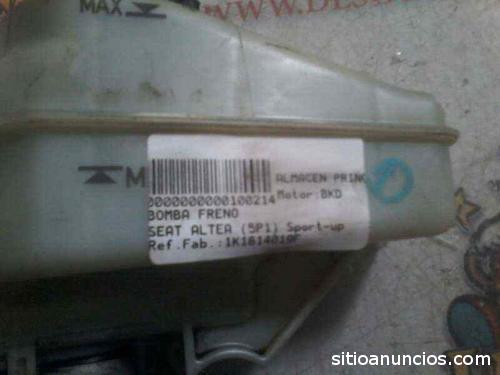 MAX
M
ALMACEN PRINC
0000000000100214 Motor:BKD
BOMBA FRENO
SEAT ALTEA (5P1) Sport-up
Ref.Fab.:1K1614019F
sitioanuncios.com